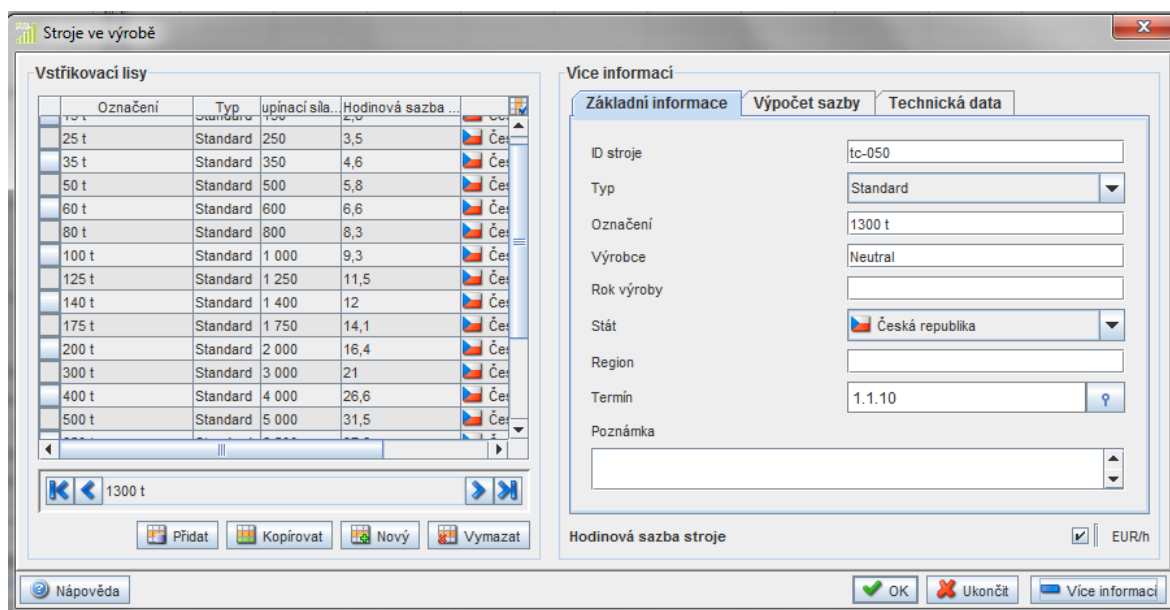 Stroje ve výrobě
Vstřikovací lisy
Označení Typ upínací síla... Hodinová sazba ...
25 t Standard 250 3,5 Čes
35 t Standard 350 4,6 Čes
50 t Standard 500 5,8 Čes
60 t Standard 600 6,6 Čes
80 t Standard 800 8,3 Čes
100 t Standard 1 000 9,3 Čes
125 t Standard 1 250 11,5 Čes
140 t Standard 1 400 12 Čes
175 t Standard 1 750 14,1 Čes
200 t Standard 2 000 16,4 Čes
300 t Standard 3 000 21 Čes
400 t Standard 4 000 26,6 Čes
500 t Standard 5 000 31,5 Čes
1300 t
Přidat Kopírovat Nový Vymazat
Více informací
Základní informace Výpočet sazby Technická data
ID stroje tc-050
Typ Standard
Označení 1300 t
Výrobce Neutral
Rok výroby
Stát Česká republika
Region
Termín 1.1.10
Poznámka
Hodinová sazba stroje EUR/h
Nápověda OK Ukončit Více informací